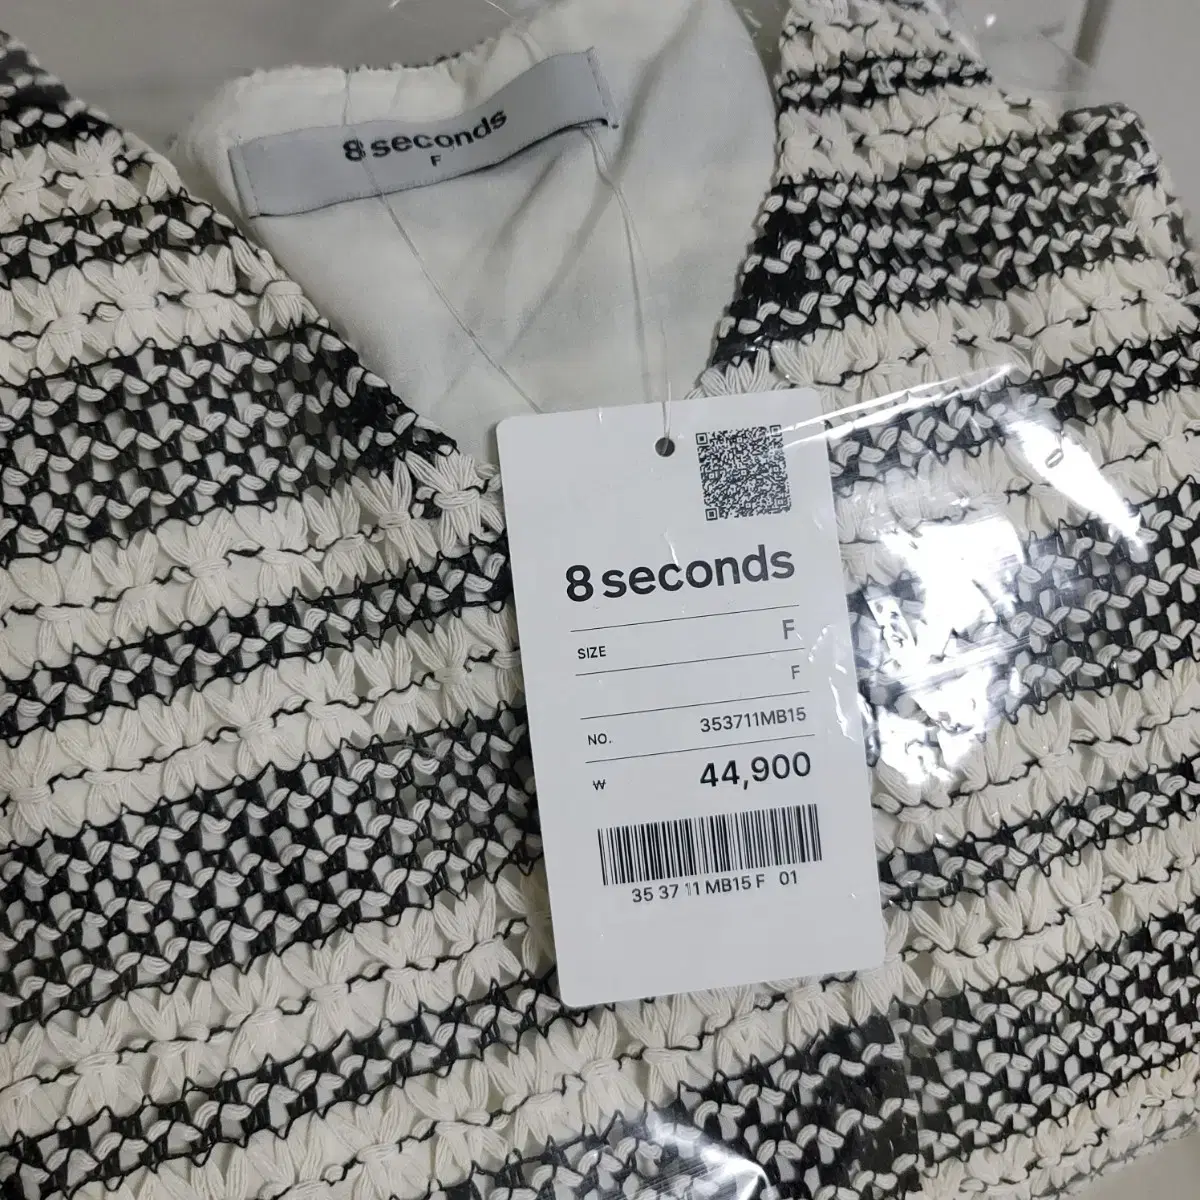 8 seconds
F
8 seconds
SIZE F
F
NO. 353711MB15
₩ 44,900
35 37 11 MB15 F 01